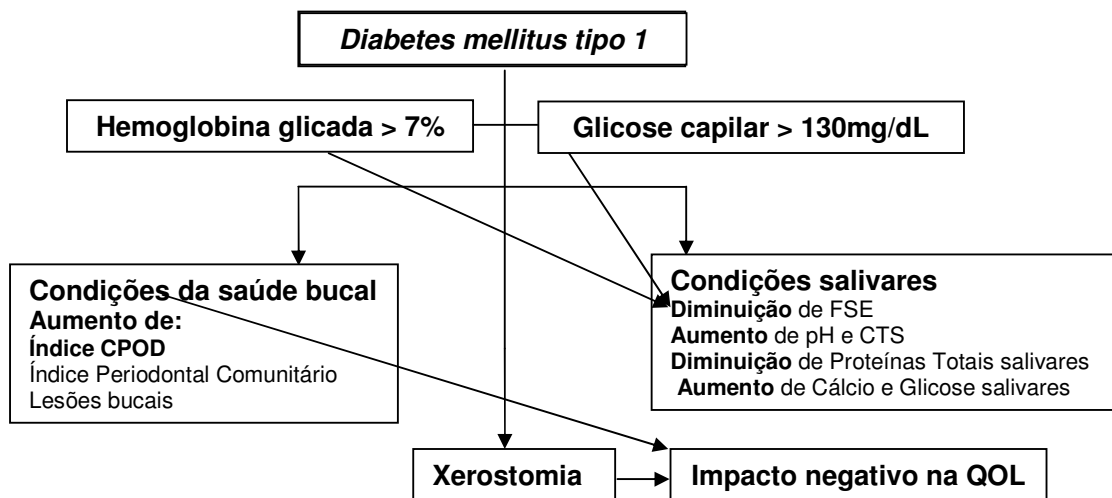 Diabetes mellitus tipo 1
Hemoglobina glicada > 7%
Glicose capilar > 130mg/dL
Condições da saúde bucal
Aumento de:
Índice CPOD
Índice Periodontal Comunitário
Lesões bucais
Condições salivares
Diminuição de FSE
Aumento de pH e CTS
Diminuição de Proteínas Totais salivares
Aumento de Cálcio e Glicose salivares
Xerostomia
Impacto negativo na QOL